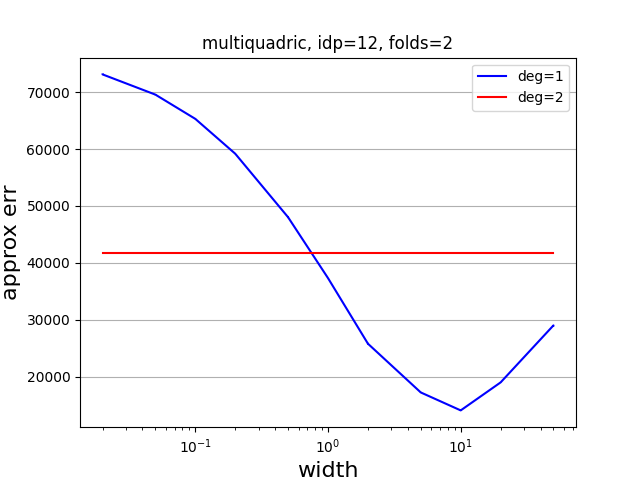 multiquadric, idp=12, folds=2
deg=1
deg=2
approx err
70000
60000
50000
40000
30000
20000
10⁻¹
10⁰
10¹
width